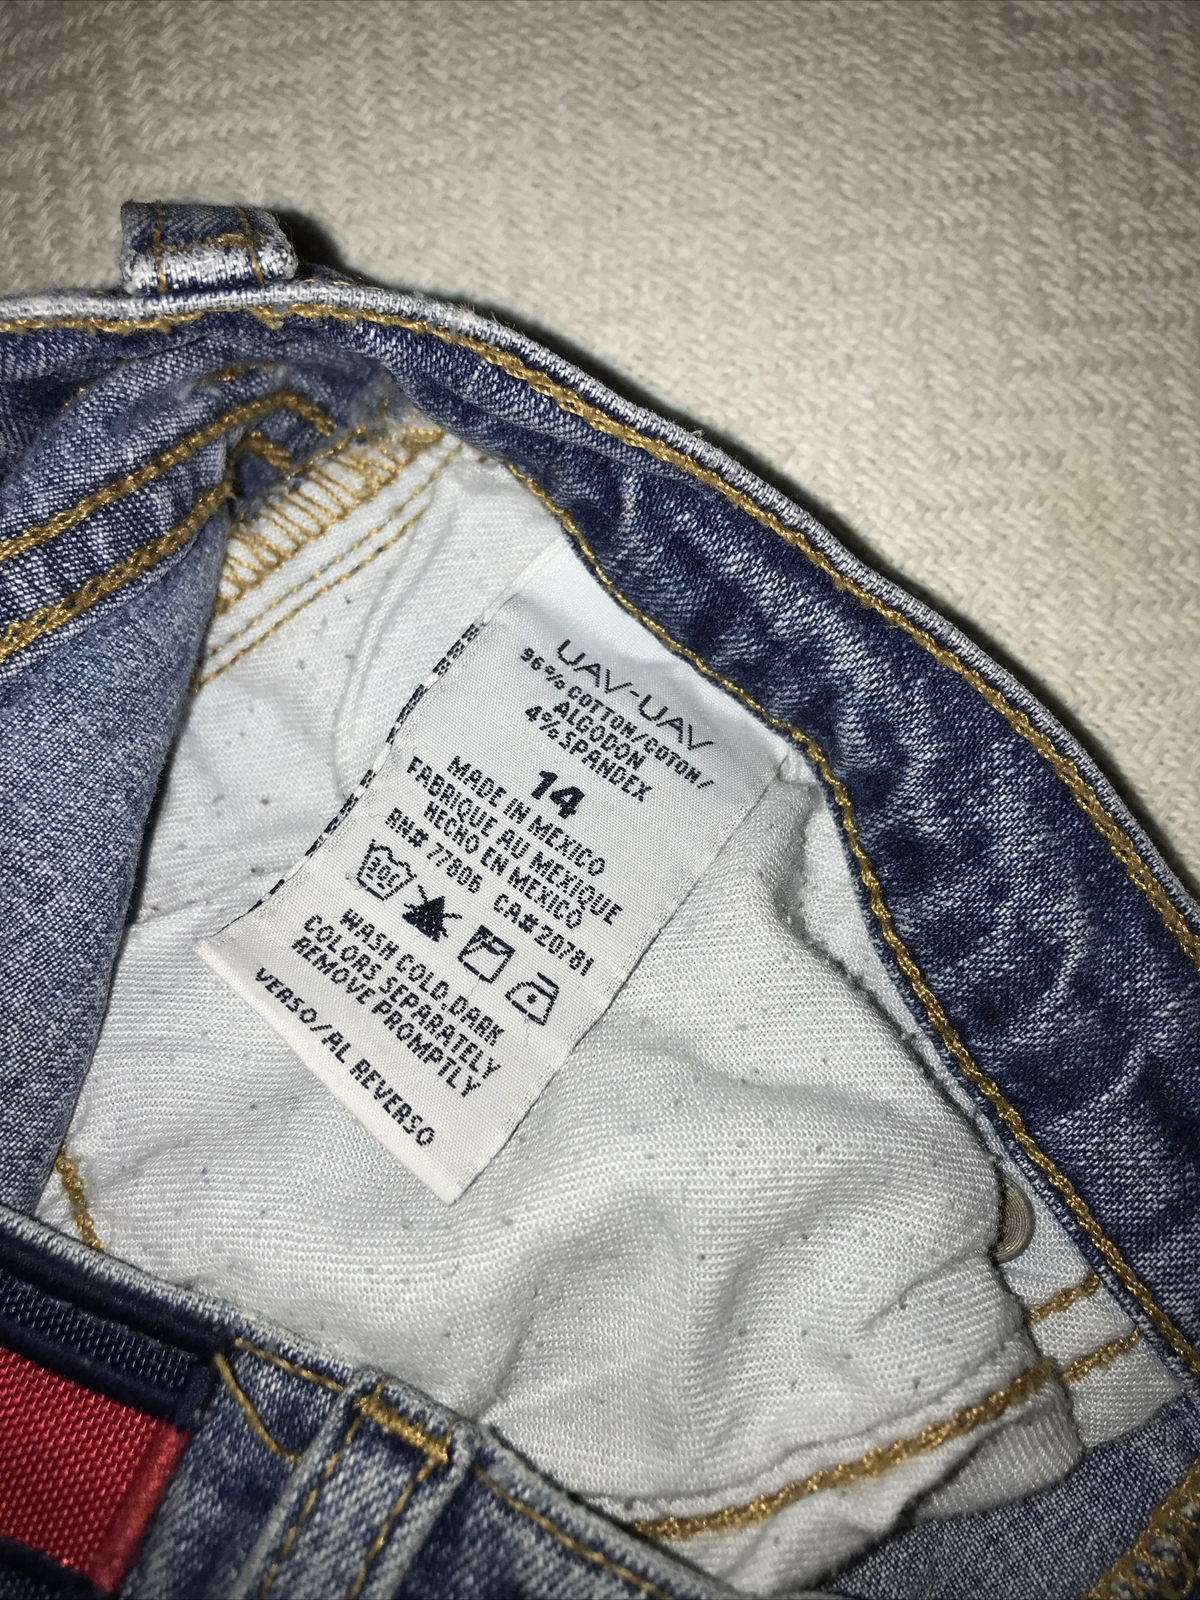 UAV-UAV
96% COTTON/COTON/
ALGODON
4% SPANDEX
14
MADE IN MEXICO
FABRIQUE AU MEXIQUE
HECHO EN MEXICO
RN# 77806 CA# 20781
30C
WASH COLD.DARK
COLORS SEPARATELY
REMOVE PROMPTLY
VERSO/AL REVERSO